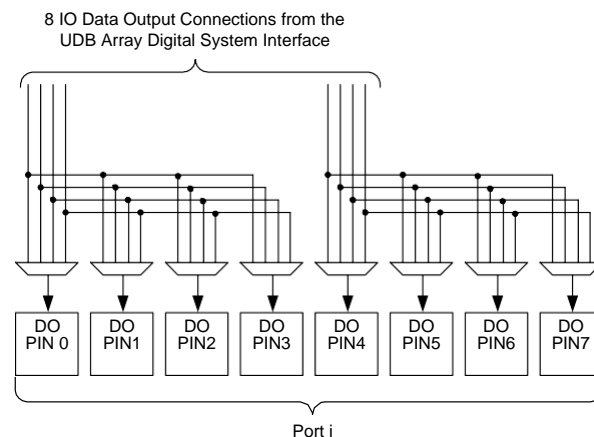 8 IO Data Output Connections from the
UDB Array Digital System Interface
DO
PIN 0
DO
PIN1
DO
PIN2
DO
PIN3
DO
PIN4
DO
PIN5
DO
PIN6
DO
PIN7
Port i